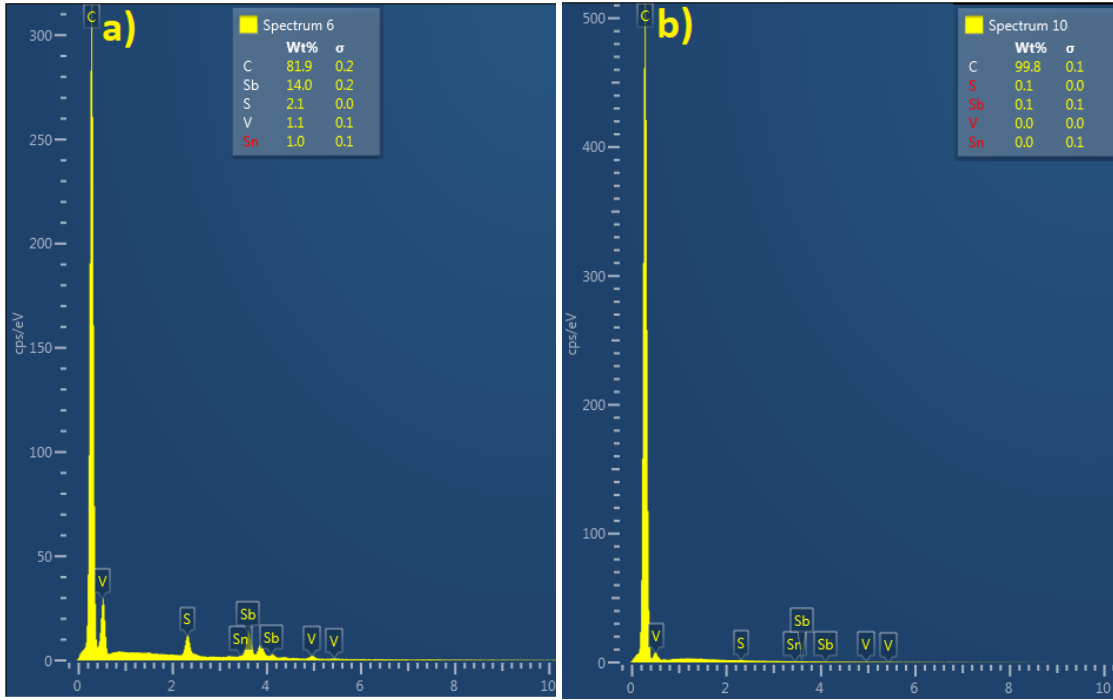 a)
Spectrum 6
Wt% σ
C 81.9 0.2
Sb 14.0 0.2
S 2.1 0.0
V 1.1 0.1
Sn 1.0 0.1
C
300
250
200
150
100
50
0
cps/eV
V
S
Sn
Sb
Sb
V
V
0 2 4 6 8 10
b)
Spectrum 10
Wt% σ
C 99.8 0.1
S 0.1 0.0
Sb 0.1 0.1
V 0.0 0.0
Sn 0.0 0.1
C
500
400
300
200
100
0
cps/eV
V
S
Sn
Sb
Sb
V
V
0 2 4 6 8 10